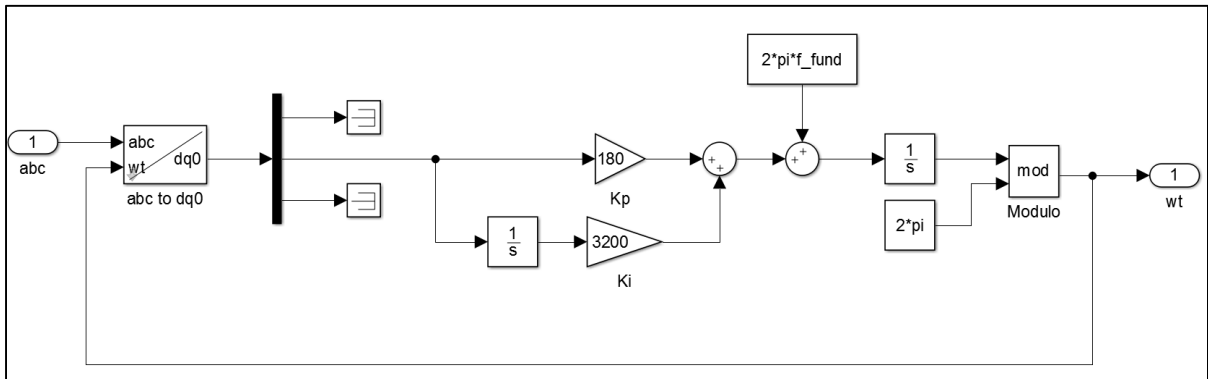 2*pi*f_fund
1
abc
abc
wt
dq0
abc to dq0
180
Kp
+
+
+
+
1
s
mod
Modulo
1
wt
2*pi
1
s
3200
Ki